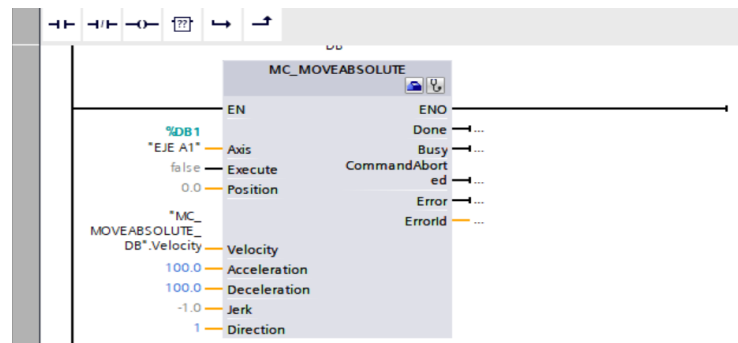 ??
DB
MC_MOVEABSOLUTE
EN ENO
%DB1 Done
"EJE A1" Axis Busy
false Execute CommandAbort
ed
0.0 Position
Error
"MC_ ErrorId
MOVEABSOLUTE_
DB".Velocity Velocity
100.0 Acceleration
100.0 Deceleration
-1.0 Jerk
1 Direction